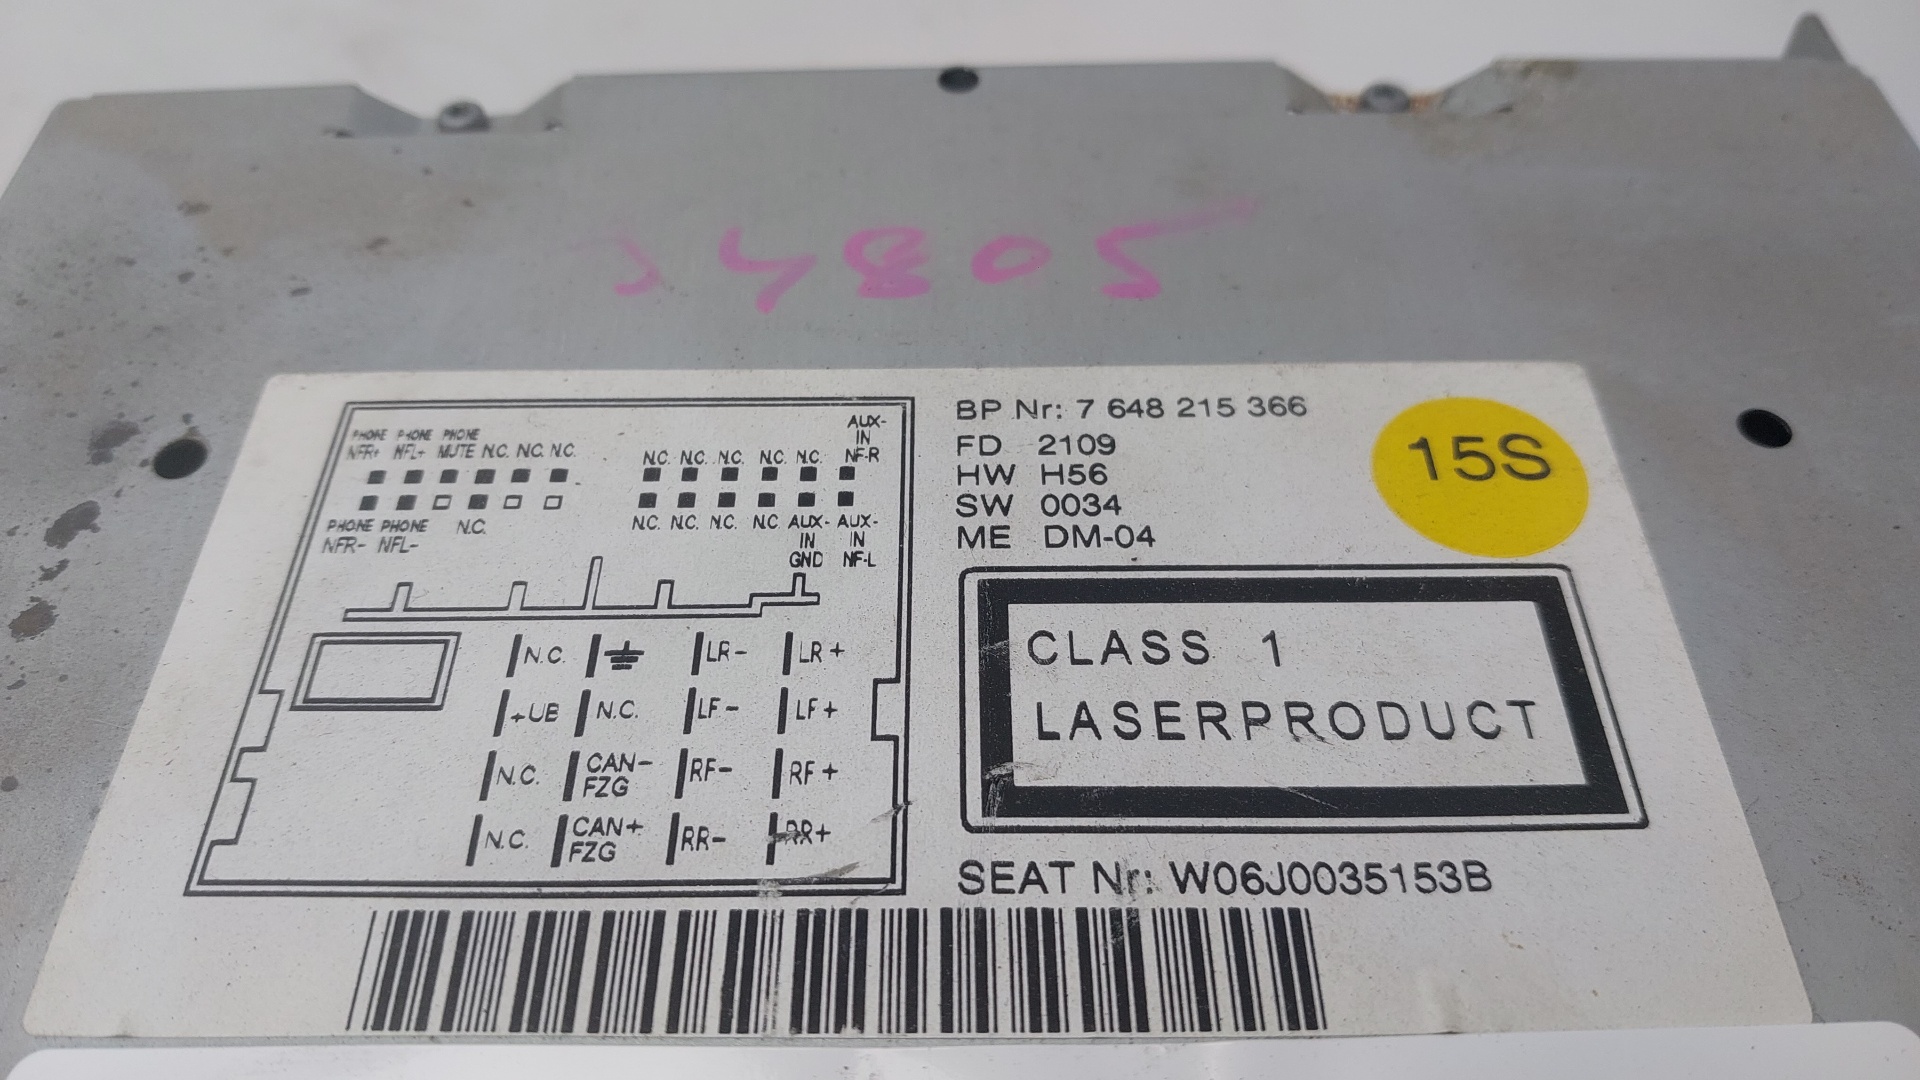 4805
BP Nr: 7 648 215 366
FD 2109
HW H56
SW 0034
ME DM-04
15S
CLASS 1
LASERPRODUCT
SEAT Nr: W06J0035153B
AUX-
IN
PHONE PHONE PHONE
NFR+ NFL+ MUTE N.C. N.C. N.C. N.C. N.C. N.C. N.C. N.C. NF-R
PHONE PHONE N.C. N.C. N.C. N.C. N.C. AUX- AUX-
NFR- NFL- IN IN
GND NF-L
N.C. LR- LR+
+UB N.C. LF- LF+
N.C. CAN- FZG RF- RF+
N.C. CAN+ FZG RR- RR+